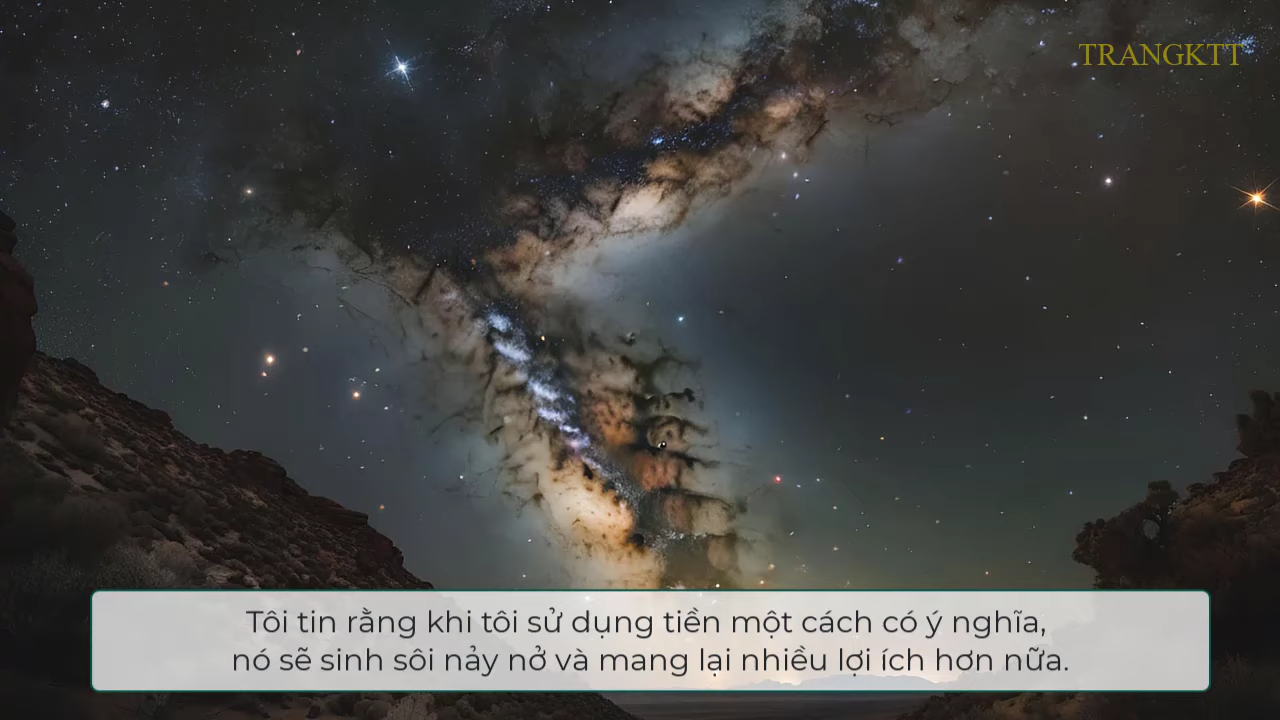 TRANGKTT
Tôi tin rằng khi tôi sử dụng tiền một cách có ý nghĩa,
nó sẽ sinh sôi nảy nở và mang lại nhiều lợi ích hơn nữa.